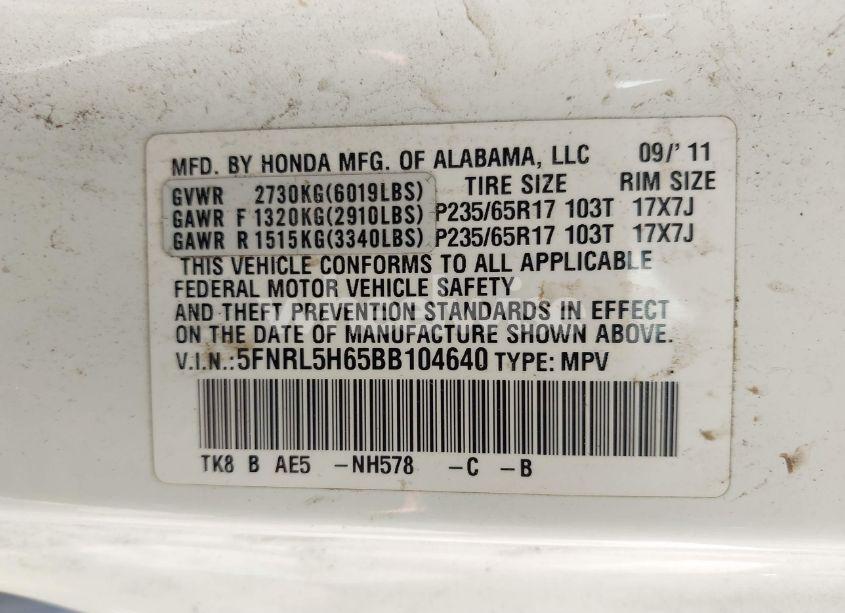 MFD. BY HONDA MFG. OF ALABAMA, LLC 09/'11
GVWR 2730KG(6019LBS) TIRE SIZE RIM SIZE
GAWR F 1320KG(2910LBS) P235/65R17 103T 17X7J
GAWR R 1515KG(3340LBS) P235/65R17 103T 17X7J
THIS VEHICLE CONFORMS TO ALL APPLICABLE
FEDERAL MOTOR VEHICLE SAFETY
AND THEFT PREVENTION STANDARDS IN EFFECT
ON THE DATE OF MANUFACTURE SHOWN ABOVE.
V.I.N.:5FNRL5H65BB104640 TYPE: MPV
TK8 B AE5 -NH578 -C -B